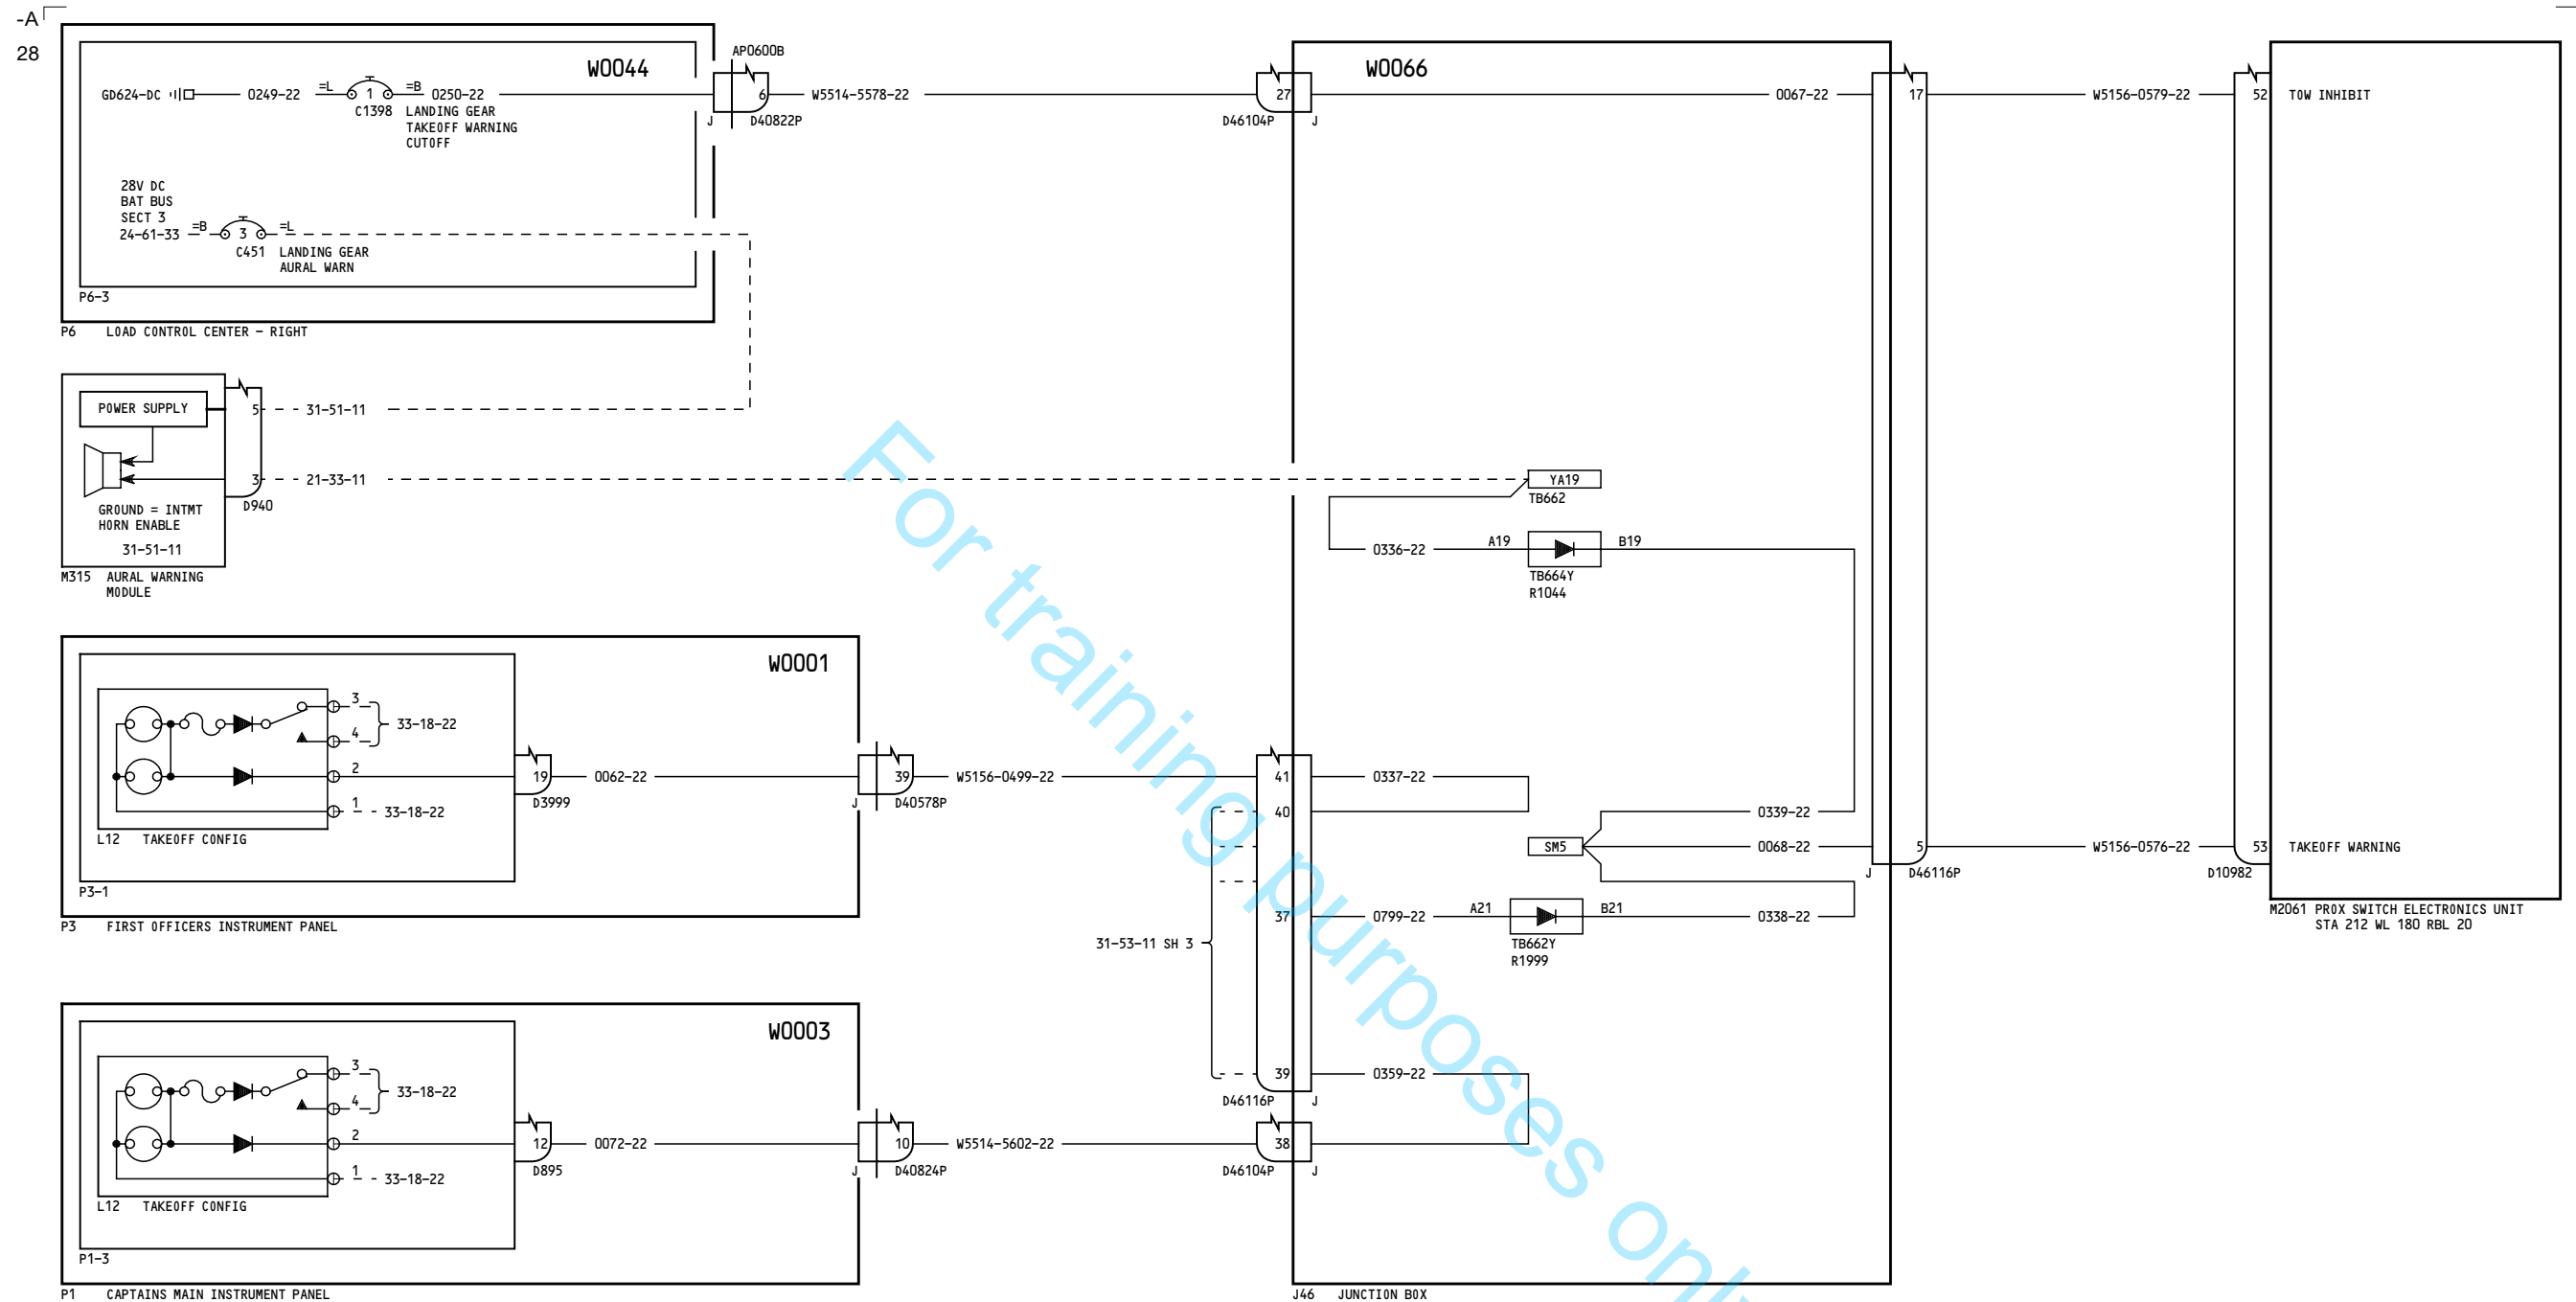 -A
28
W0044
GD624-DC
0249-22
=L
1
=B
0250-22
C1398
LANDING GEAR
TAKEOFF WARNING
CUTOFF
28V DC
BAT BUS
SECT 3
24-61-33
=B
3
=L
C451
LANDING GEAR
AURAL WARN
P6-3
P6 LOAD CONTROL CENTER - RIGHT
AP0600B
6
J
D40822P
W5514-5578-22
27
D46104P
J
W0066
0067-22
17
W5156-0579-22
52
TOW INHIBIT
POWER SUPPLY
5
31-51-11
3
21-33-11
D940
GROUND = INTMT
HORN ENABLE
31-51-11
M315 AURAL WARNING
MODULE
YA19
TB662
0336-22
A19
B19
TB664Y
R1044
W0001
3
4
33-18-22
2
1
33-18-22
L12 TAKEOFF CONFIG
19
D3999
0062-22
P3-1
P3 FIRST OFFICERS INSTRUMENT PANEL
39
J
D40578P
W5156-0499-22
41
0337-22
40
0339-22
SM5
0068-22
5
J
D46116P
W5156-0576-22
53
TAKEOFF WARNING
D10982
M2061 PROX SWITCH ELECTRONICS UNIT
STA 212 WL 180 RBL 20
37
0799-22
A21
B21
0338-22
TB662Y
R1999
31-53-11 SH 3
39
0359-22
D46116P
J
W0003
3
4
33-18-22
2
1
33-18-22
L12 TAKEOFF CONFIG
12
D895
0072-22
P1-3
P1 CAPTAINS MAIN INSTRUMENT PANEL
10
J
D40824P
W5514-5602-22
38
D46104P
J
J46 JUNCTION BOX
For training purposes only